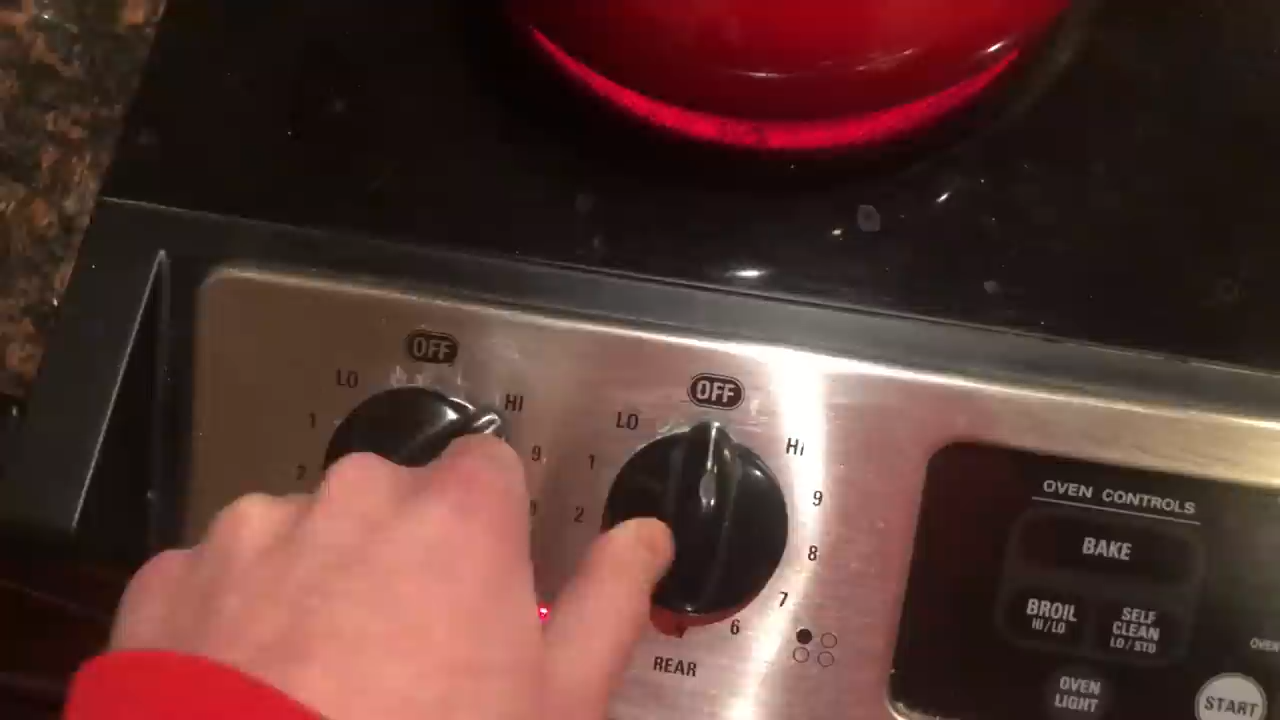 OFF
LO
HI
1
9
2
OFF
LO
HI
1
9
2
8
7
6
REAR
OVEN CONTROLS
BAKE
BROIL
HI/LO
SELF
CLEAN
LO/STD
OVEN
LIGHT
OVEN
START